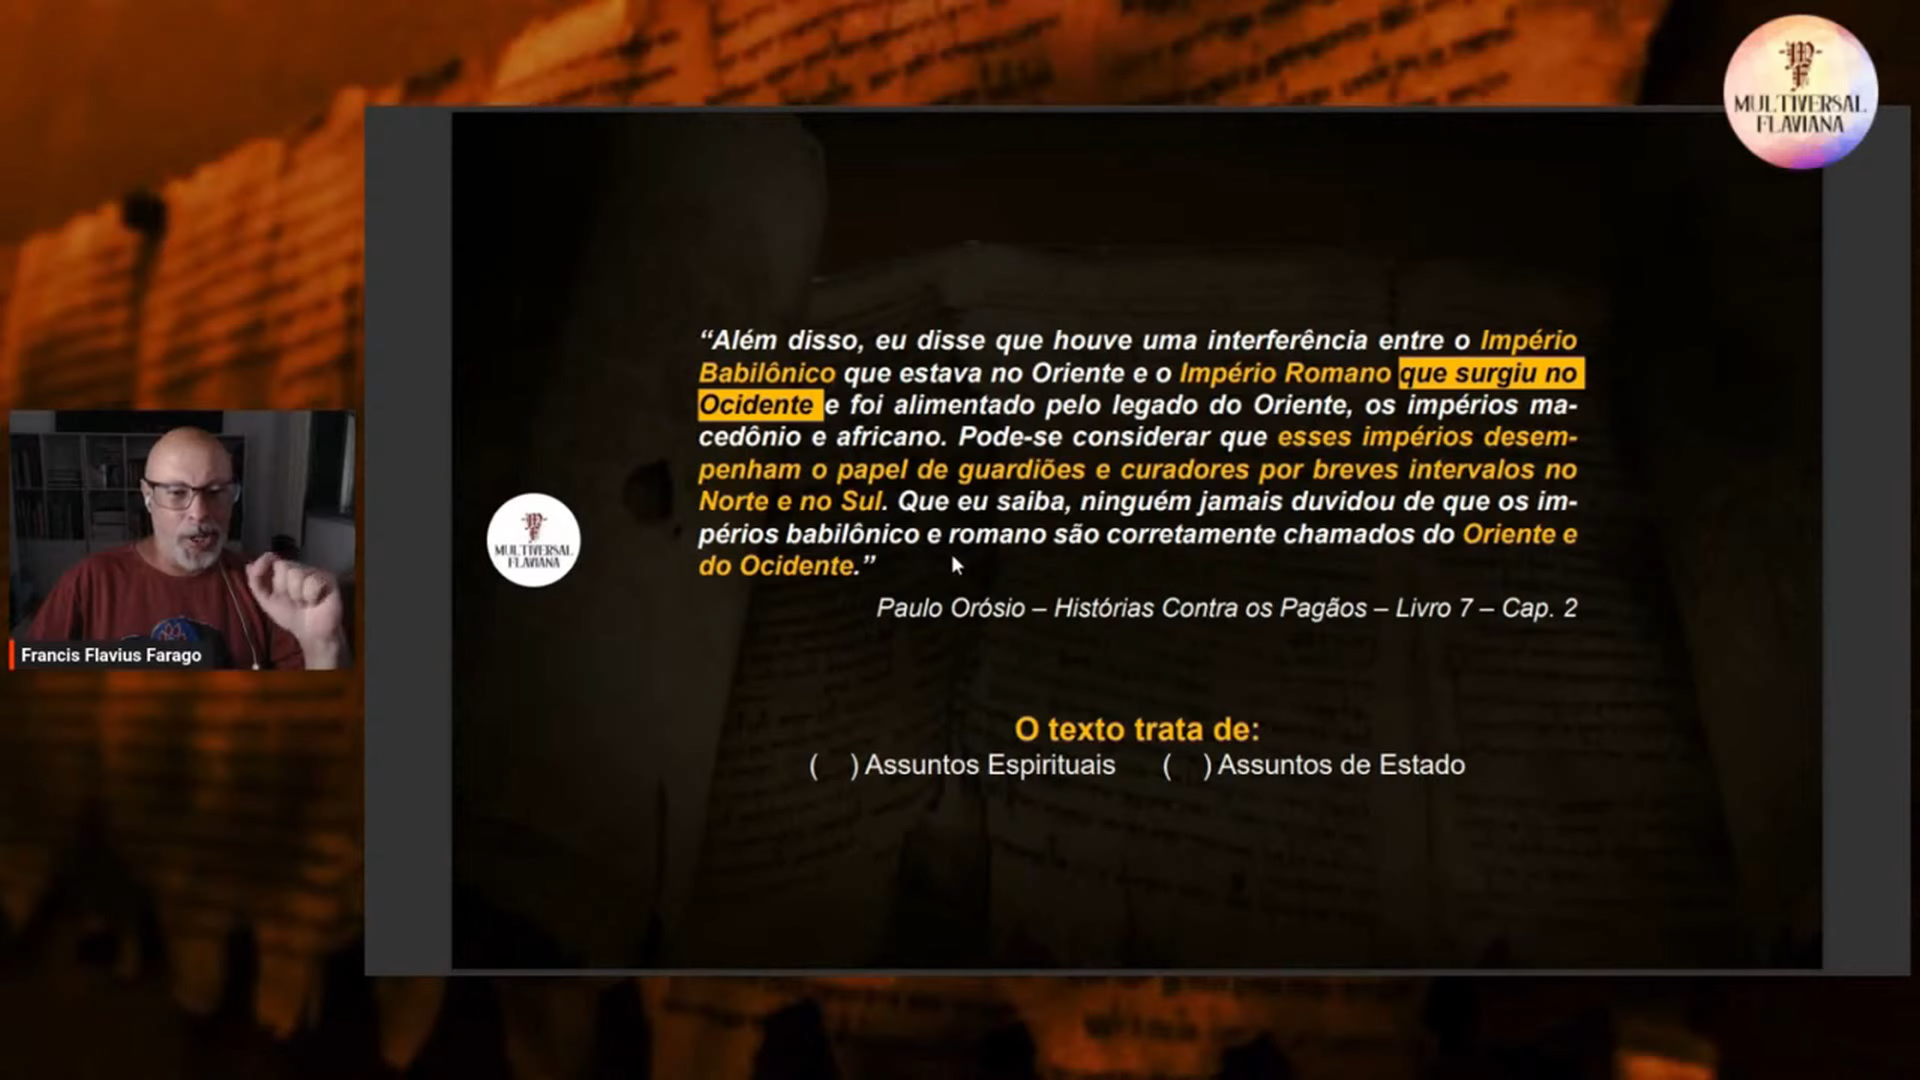 MULTIVERSAL
FLAVIANA
“Além disso, eu disse que houve uma interferência entre o Império
Babilônico que estava no Oriente e o Império Romano que surgiu no
Ocidente e foi alimentado pelo legado do Oriente, os impérios ma-
cedônio e africano. Pode-se considerar que esses impérios desem-
penham o papel de guardiões e curadores por breves intervalos no
Norte e no Sul. Que eu saiba, ninguém jamais duvidou de que os im-
périos babilônico e romano são corretamente chamados do Oriente e
do Ocidente.”
Paulo Orósio – Histórias Contra os Pagãos – Livro 7 – Cap. 2
MULTIVERSAL
FLAVIANA
Francis Flavius Farago
O texto trata de:
( ) Assuntos Espirituais ( ) Assuntos de Estado